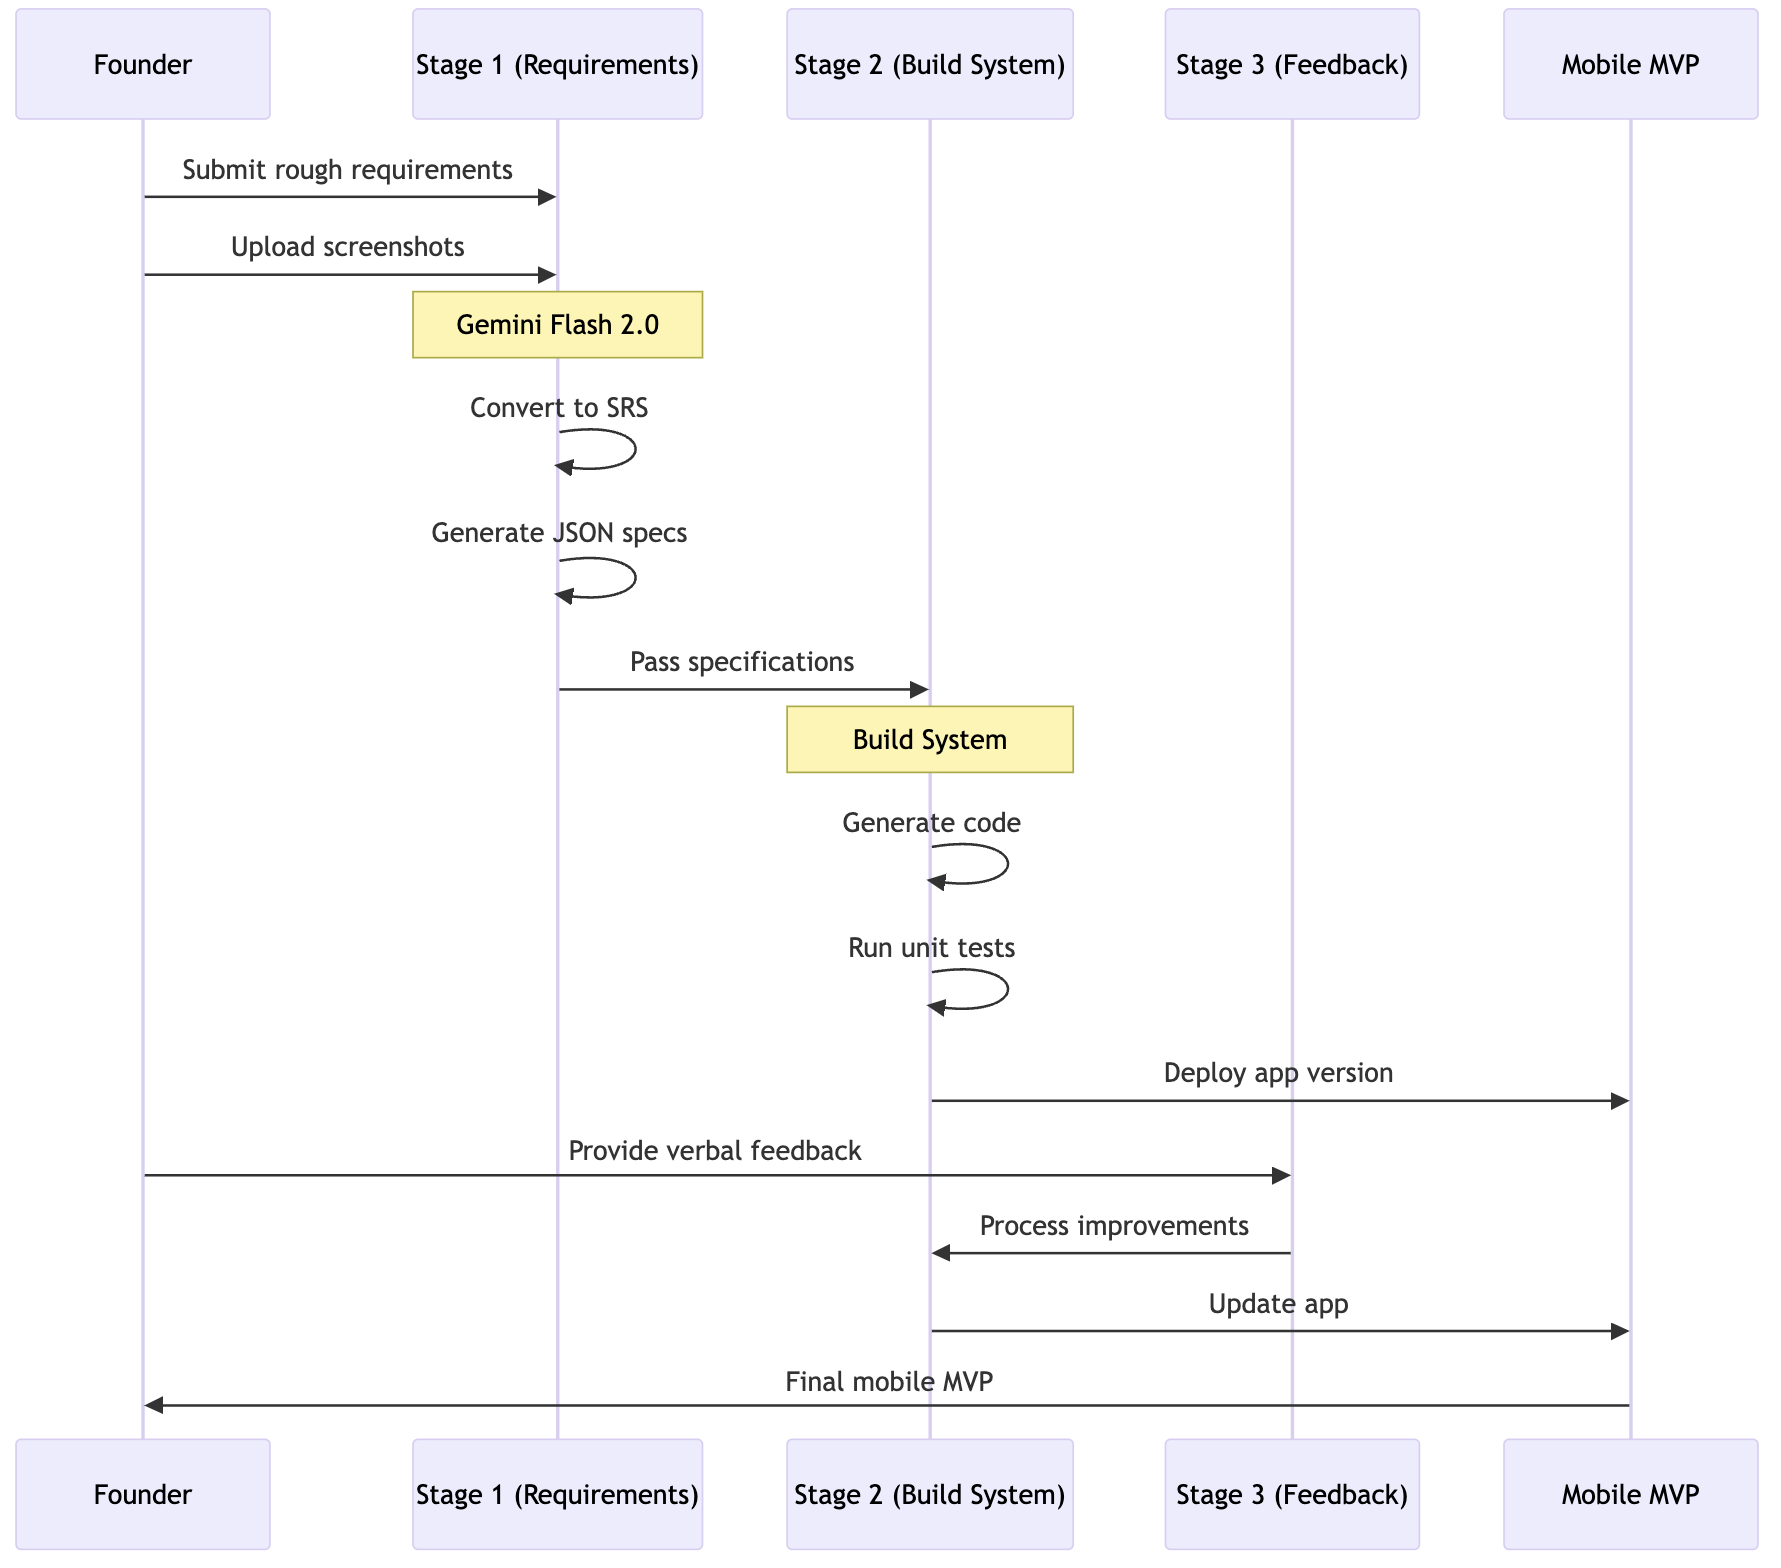 Founder
Stage 1 (Requirements)
Stage 2 (Build System)
Stage 3 (Feedback)
Mobile MVP
Submit rough requirements
Upload screenshots
Gemini Flash 2.0
Convert to SRS
Generate JSON specs
Pass specifications
Build System
Generate code
Run unit tests
Deploy app version
Provide verbal feedback
Process improvements
Update app
Final mobile MVP
Founder
Stage 1 (Requirements)
Stage 2 (Build System)
Stage 3 (Feedback)
Mobile MVP